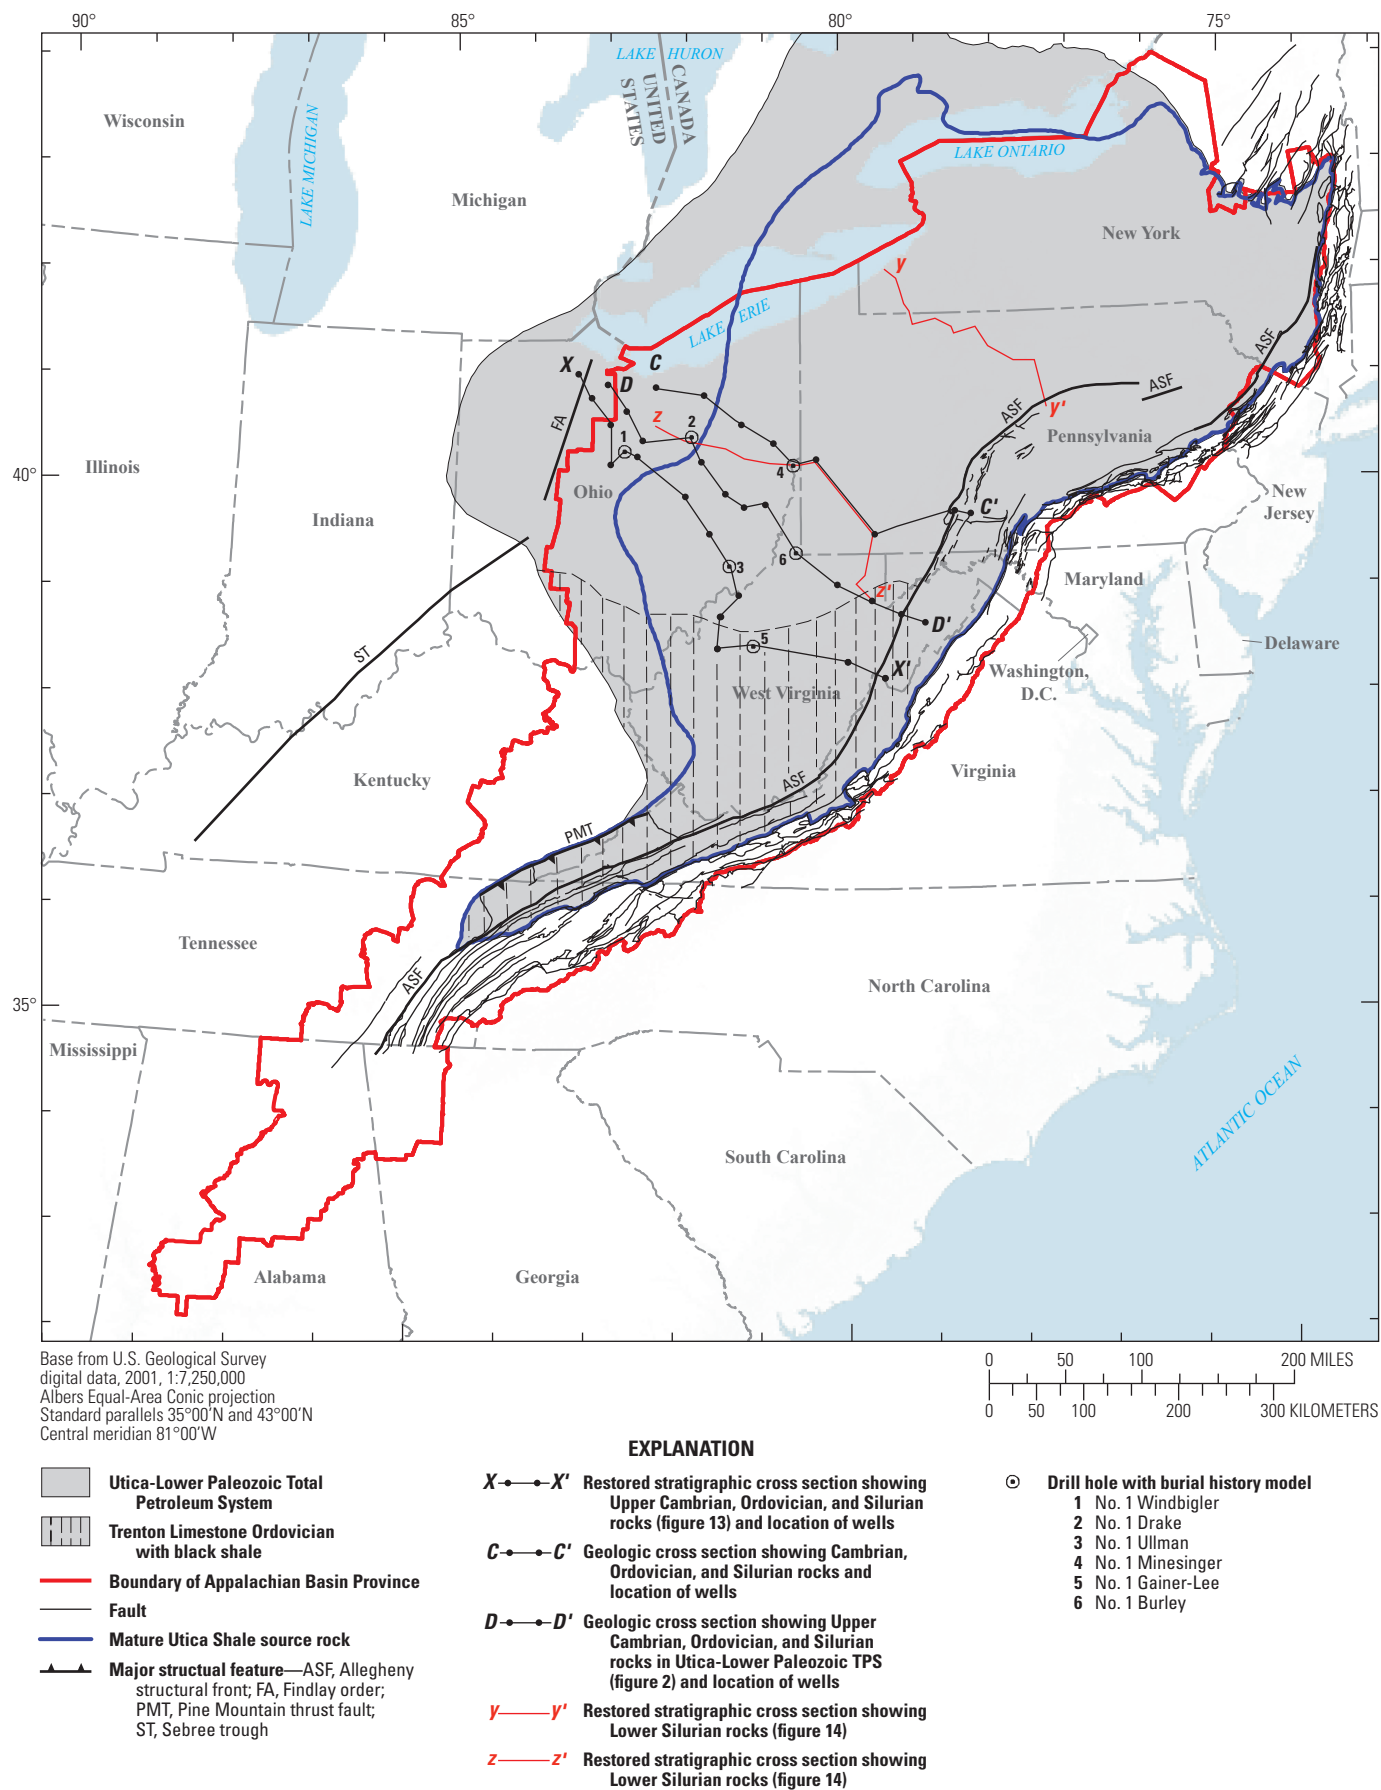 90°
85°
80°
75°
LAKE HURON
CANADA
UNITED
STATES
Wisconsin
LAKE MICHIGAN
LAKE ONTARIO
Michigan
New York
y
LAKE ERIE
ASF
X
C
D
FA
z
ASF
ASF
y'
2
1
Pennsylvania
4
40°
Illinois
Ohio
New
Jersey
C'
Indiana
6
3
Maryland
z'
D'
5
Delaware
ST
X'
Washington,
D.C.
West Virginia
Kentucky
Virginia
ASF
PMT
Tennessee
ASF
North Carolina
35°
Mississippi
ATLANTIC OCEAN
South Carolina
Alabama
Georgia
Base from U.S. Geological Survey
digital data, 2001, 1:7,250,000
Albers Equal-Area Conic projection
Standard parallels 35°00'N and 43°00'N
Central meridian 81°00'W
0 50 100 200 MILES
0 50 100 200 300 KILOMETERS
EXPLANATION
Utica-Lower Paleozoic Total
Petroleum System
Trenton Limestone Ordovician
with black shale
Boundary of Appalachian Basin Province
Fault
Mature Utica Shale source rock
Major structual feature—ASF, Allegheny
structural front; FA, Findlay order;
PMT, Pine Mountain thrust fault;
ST, Sebree trough
X X' Restored stratigraphic cross section showing
Upper Cambrian, Ordovician, and Silurian
rocks (figure 13) and location of wells
C C' Geologic cross section showing Cambrian,
Ordovician, and Silurian rocks and
location of wells
D D' Geologic cross section showing Upper
Cambrian, Ordovician, and Silurian
rocks in Utica-Lower Paleozoic TPS
(figure 2) and location of wells
y y' Restored stratigraphic cross section showing
Lower Silurian rocks (figure 14)
z z' Restored stratigraphic cross section showing
Lower Silurian rocks (figure 14)
Drill hole with burial history model
1 No. 1 Windbigler
2 No. 1 Drake
3 No. 1 Ullman
4 No. 1 Minesinger
5 No. 1 Gainer-Lee
6 No. 1 Burley